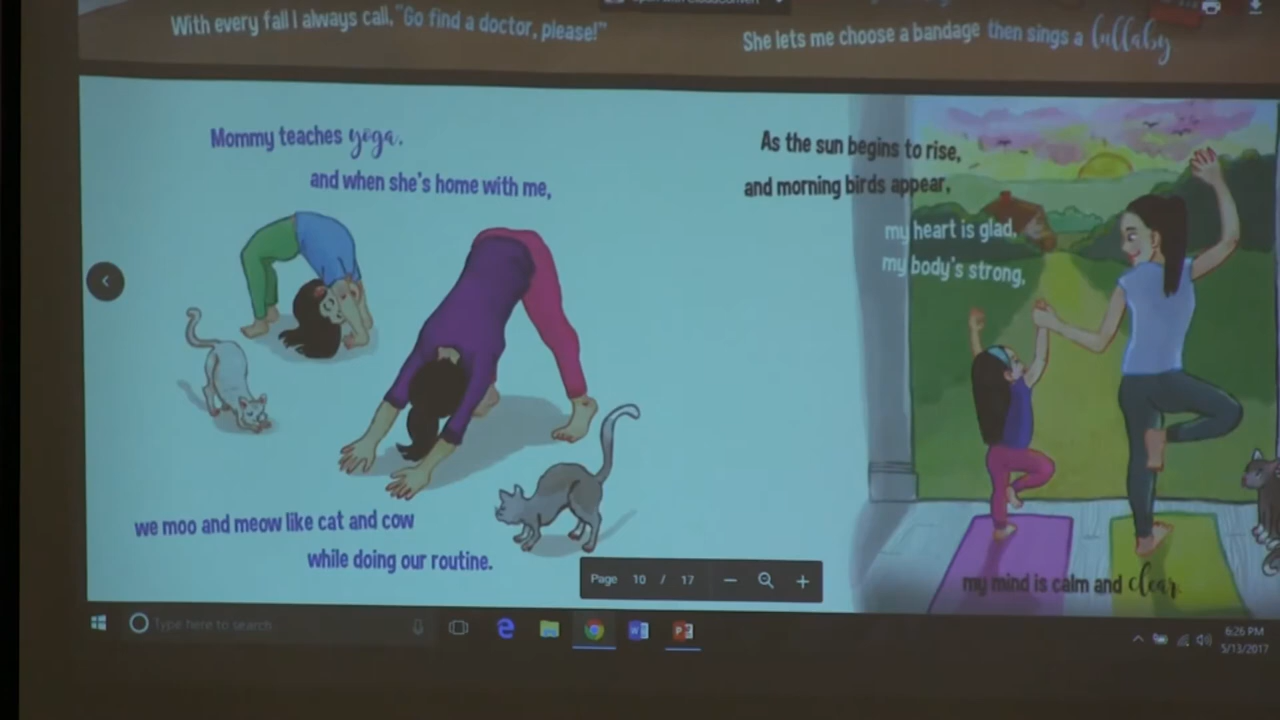 With every fall I always call, "Go find a doctor, please!"
She lets me choose a bandage then sings a lullaby
Mommy teaches yoga.
and when she's home with me,
we moo and meow like cat and cow
while doing our routine.
As the sun begins to rise,
and morning birds appear,
my heart is glad,
my body's strong,
my mind is calm and clear.
Page 10 / 17
Type here to search
6:26 PM
5/13/2017